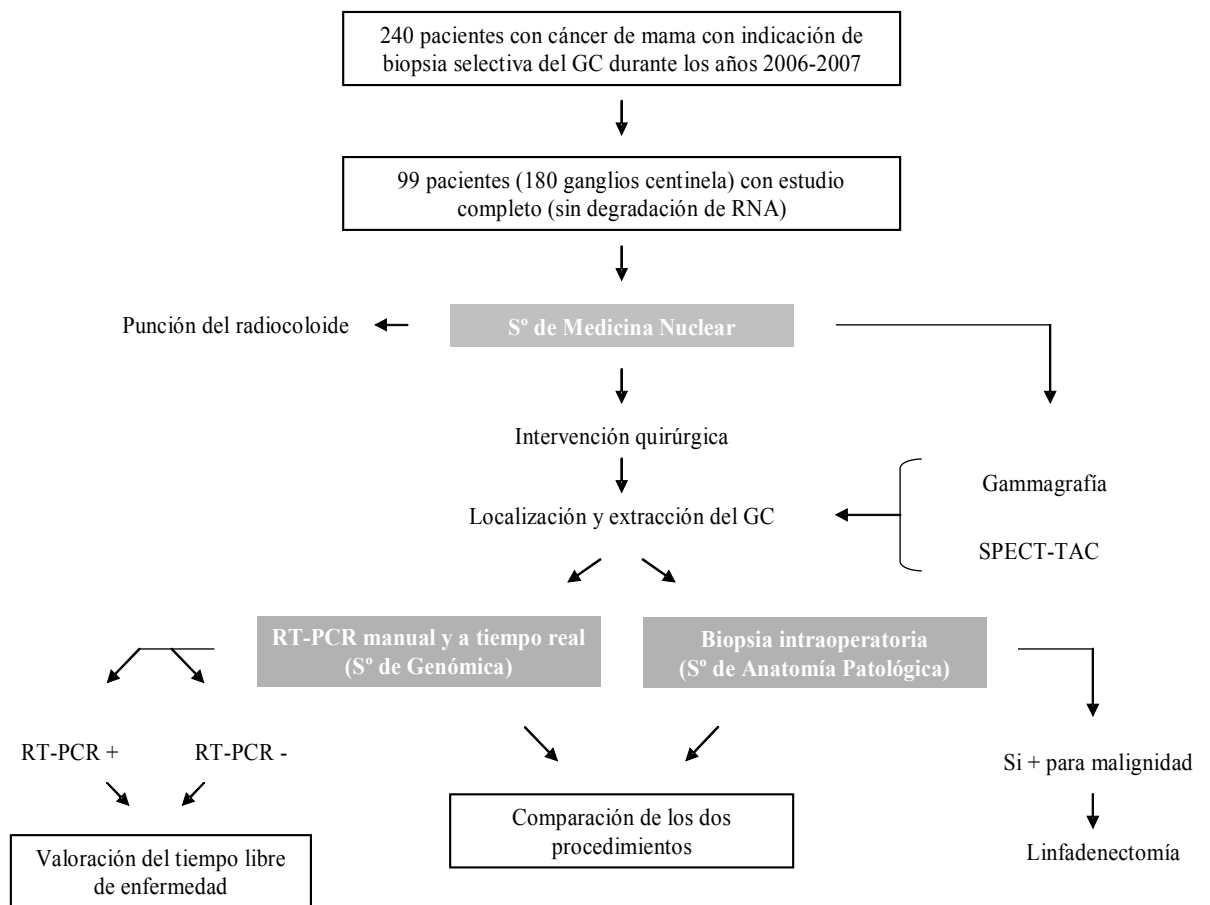 240 pacientes con cáncer de mama con indicación de
biopsia selectiva del GC durante los años 2006-2007
99 pacientes (180 ganglios centinela) con estudio
completo (sin degradación de RNA)
Punción del radiocoloide
Sº de Medicina Nuclear
Intervención quirúrgica
Localización y extracción del GC
Gammagrafía
SPECT-TAC
RT-PCR manual y a tiempo real
(Sº de Genómica)
Biopsia intraoperatoria
(Sº de Anatomía Patológica)
RT-PCR +
RT-PCR -
Si + para malignidad
Comparación de los dos
procedimientos
Linfadenectomía
Valoración del tiempo libre
de enfermedad